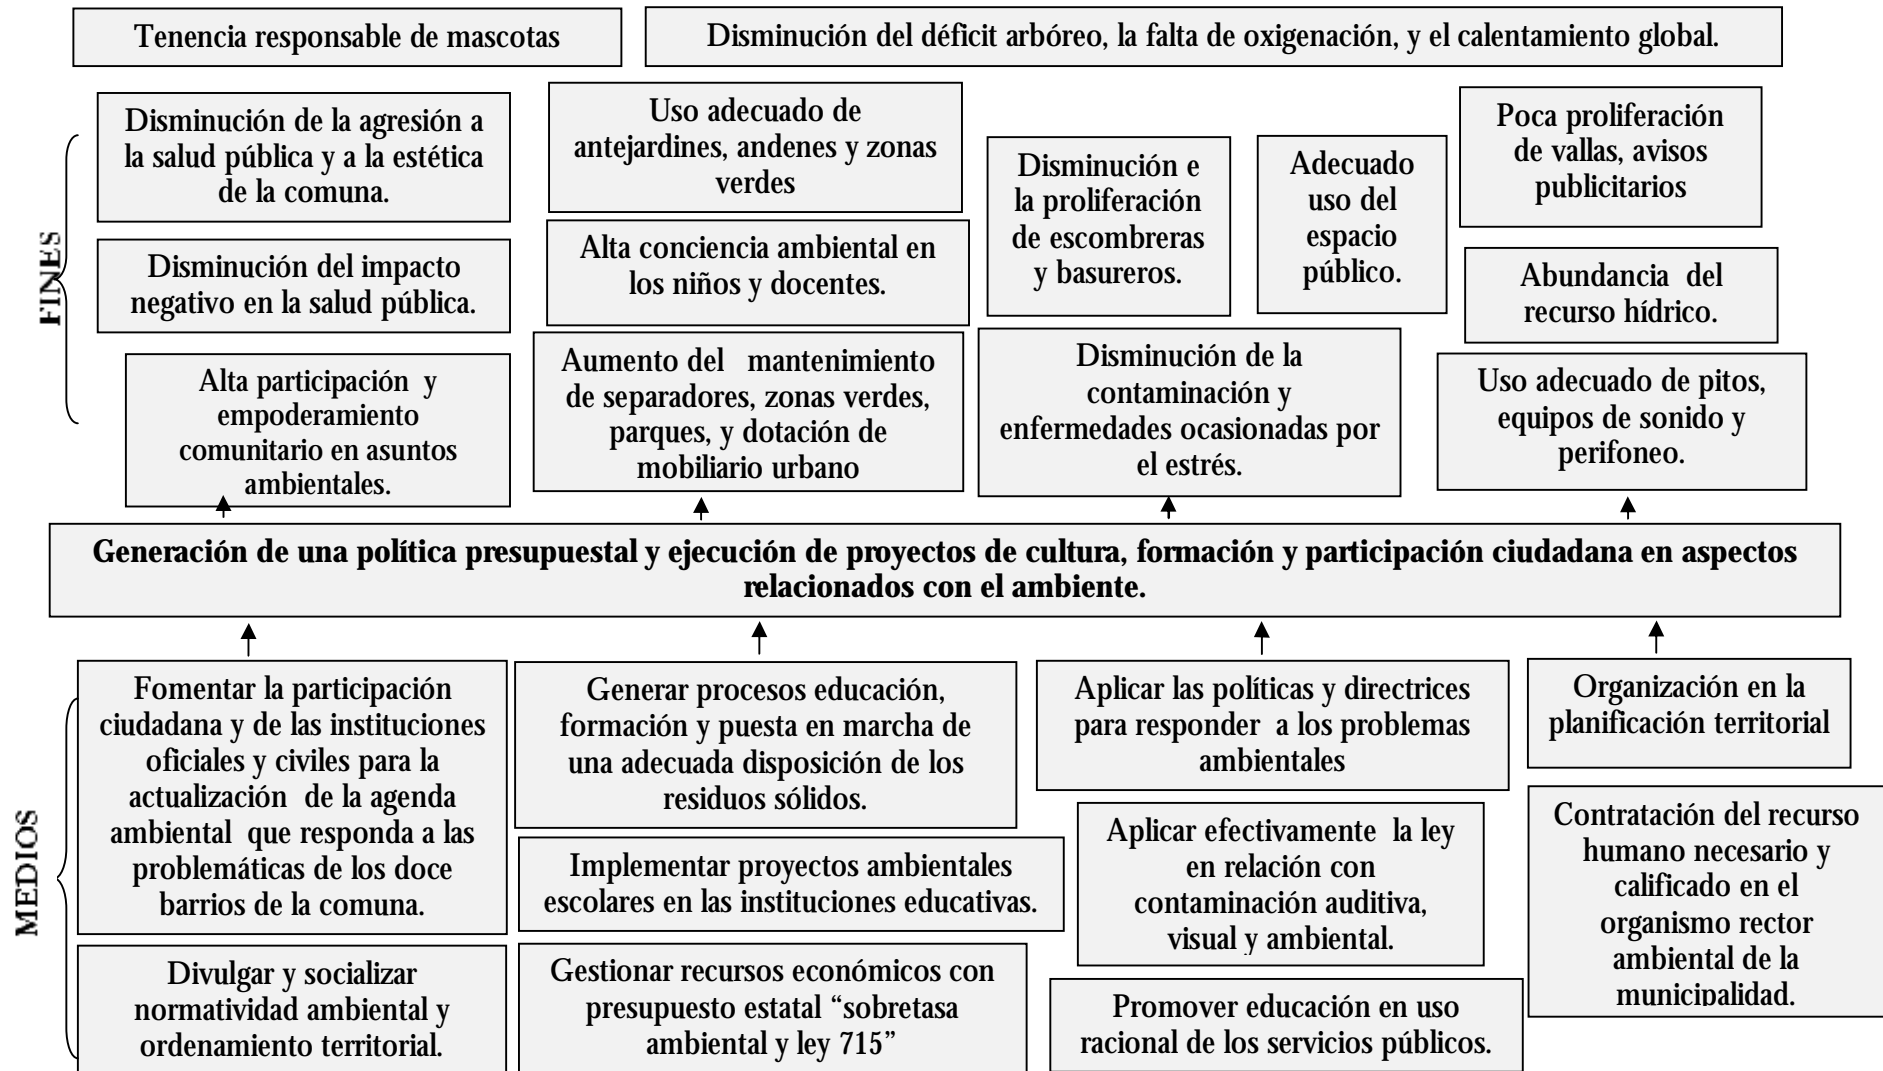 Tenencia responsable de mascotas
Disminución del déficit arbóreo, la falta de oxigenación, y el calentamiento global.
FINES
Disminución de la agresión a
la salud pública y a la estética
de la comuna.
Uso adecuado de
antejardines, andenes y zonas
verdes
Disminución e
la proliferación
de escombreras
y basureros.
Adecuado
uso del
espacio
público.
Poca proliferación
de vallas, avisos
publicitarios
Disminución del impacto
negativo en la salud pública.
Alta conciencia ambiental en
los niños y docentes.
Abundancia del
recurso hídrico.
Alta participación y
empoderamiento
comunitario en asuntos
ambientales.
Aumento del mantenimiento
de separadores, zonas verdes,
parques, y dotación de
mobiliario urbano
Disminución de la
contaminación y
enfermedades ocasionadas por
el estrés.
Uso adecuado de pitos,
equipos de sonido y
perifoneo.
Generación de una política presupuestal y ejecución de proyectos de cultura, formación y participación ciudadana en aspectos
relacionados con el ambiente.
MEDIOS
Fomentar la participación
ciudadana y de las instituciones
oficiales y civiles para la
actualización de la agenda
ambiental que responda a las
problemáticas de los doce
barrios de la comuna.
Generar procesos educación,
formación y puesta en marcha de
una adecuada disposición de los
residuos sólidos.
Aplicar las políticas y directrices
para responder a los problemas
ambientales
Organización en la
planificación territorial
Implementar proyectos ambientales
escolares en las instituciones educativas.
Aplicar efectivamente la ley
en relación con
contaminación auditiva,
visual y ambiental.
Contratación del recurso
humano necesario y
calificado en el
organismo rector
ambiental de la
municipalidad.
Divulgar y socializar
normatividad ambiental y
ordenamiento territorial.
Gestionar recursos económicos con
presupuesto estatal “sobretasa
ambiental y ley 715”
Promover educación en uso
racional de los servicios públicos.